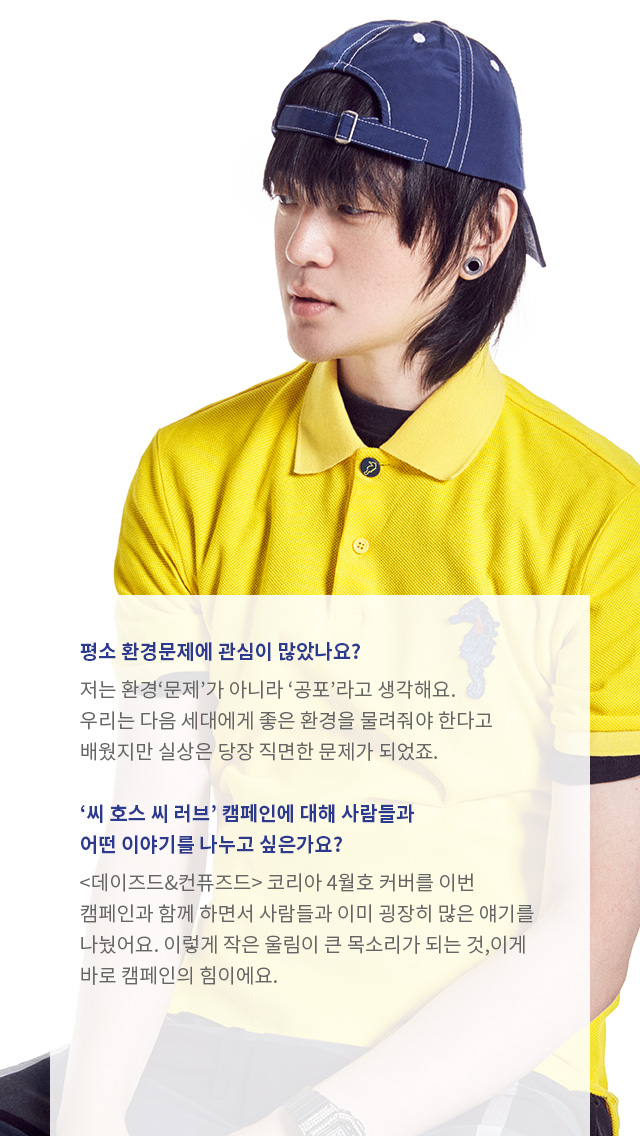 평소 환경문제에 관심이 많았나요?
저는 환경‘문제’가 아니라 ‘공포’라고 생각해요.
우리는 다음 세대에게 좋은 환경을 물려줘야 한다고
배웠지만 실상은 당장 직면한 문제가 되었죠.
‘씨 호스 씨 러브’ 캠페인에 대해 사람들과
어떤 이야기를 나누고 싶은가요?
<데이즈드&컨퓨즈드> 코리아 4월호 커버를 이번
캠페인과 함께 하면서 사람들과 이미 굉장히 많은 얘기를
나눴어요. 이렇게 작은 울림이 큰 목소리가 되는 것,이게
바로 캠페인의 힘이에요.